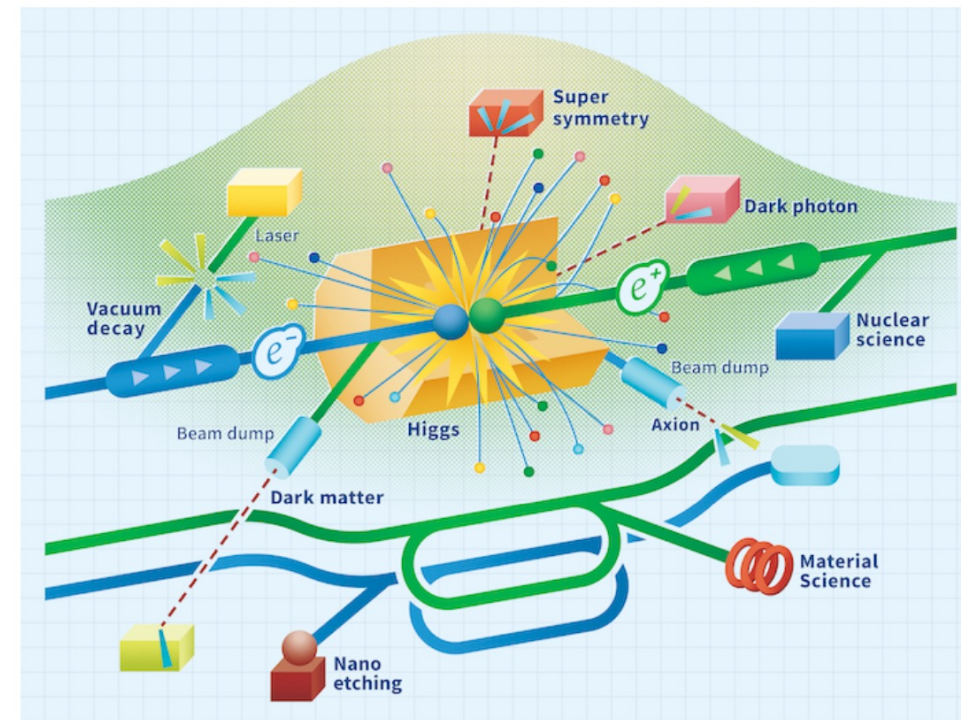 Super
symmetry
Dark photon
Laser
Vacuum
decay
e⁺
e⁻
Nuclear
science
Beam dump
Axion
Higgs
Beam dump
Dark matter
Material
Science
Nano
etching